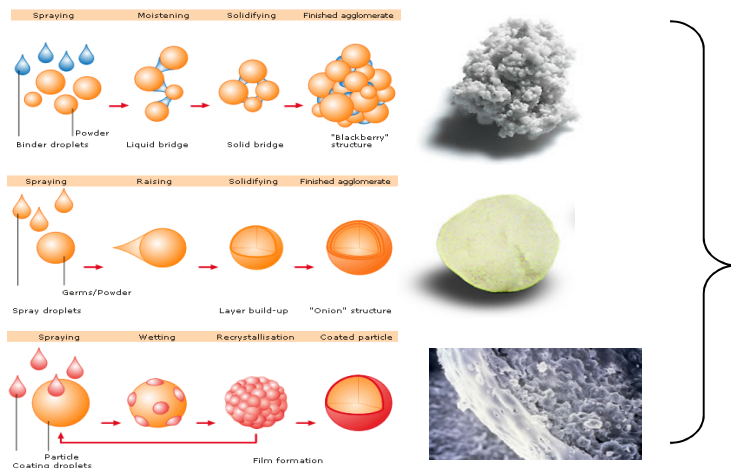 Spraying Moistening Solidifying Finished agglomerate
Powder
Binder droplets Liquid bridge Solid bridge "Blackberry"
structure
Spraying Raising Solidifying Finished agglomerate
Germs/Powder
Spray droplets Layer build-up "Onion" structure
Spraying Wetting Recrystallisation Coated particle
Particle
Coating droplets Film formation